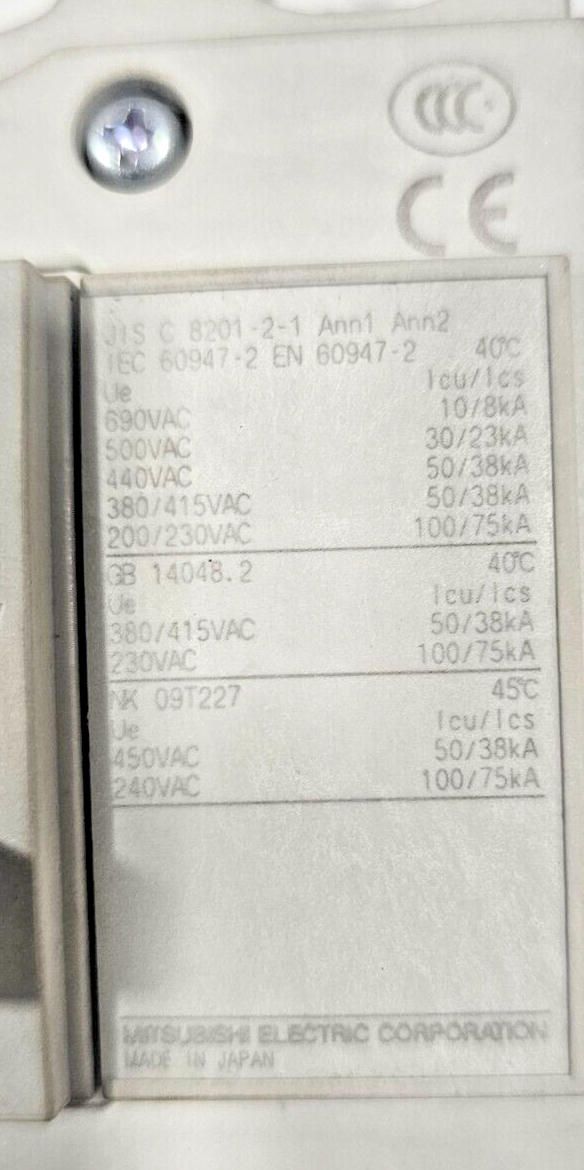 CCC
CE
JIS C 8201-2-1 Ann1 Ann2
IEC 60947-2 EN 60947-2 40℃
Ue Icu/Ics
690VAC 10/8kA
500VAC 30/23kA
440VAC 50/38kA
380/415VAC 50/38kA
200/230VAC 100/75kA
GB 14048.2 40℃
Ue Icu/Ics
380/415VAC 50/38kA
230VAC 100/75kA
NK 09T227 45℃
Ue Icu/Ics
450VAC 50/38kA
240VAC 100/75kA
MITSUBISHI ELECTRIC CORPORATION
MADE IN JAPAN